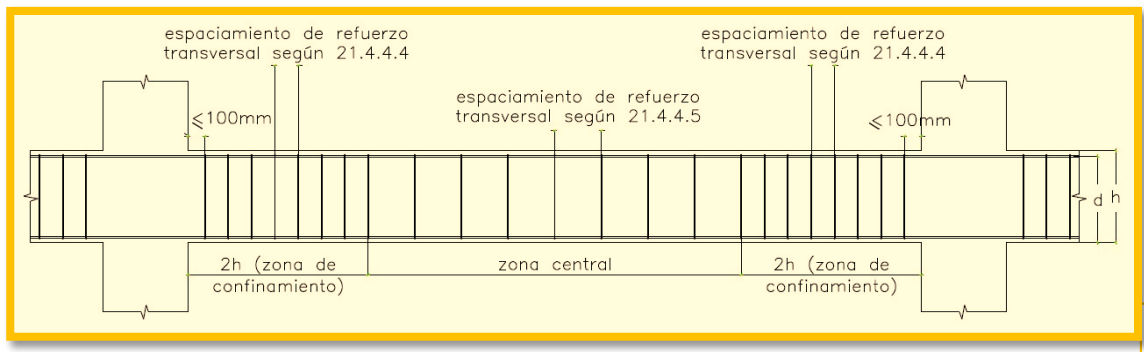 espaciamiento de refuerzo
transversal según 21.4.4.4
espaciamiento de refuerzo
transversal según 21.4.4.4
espaciamiento de refuerzo
transversal según 21.4.4.5
⩽100mm
⩽100mm
d
h
2h (zona de
confinamiento)
zona central
2h (zona de
confinamiento)